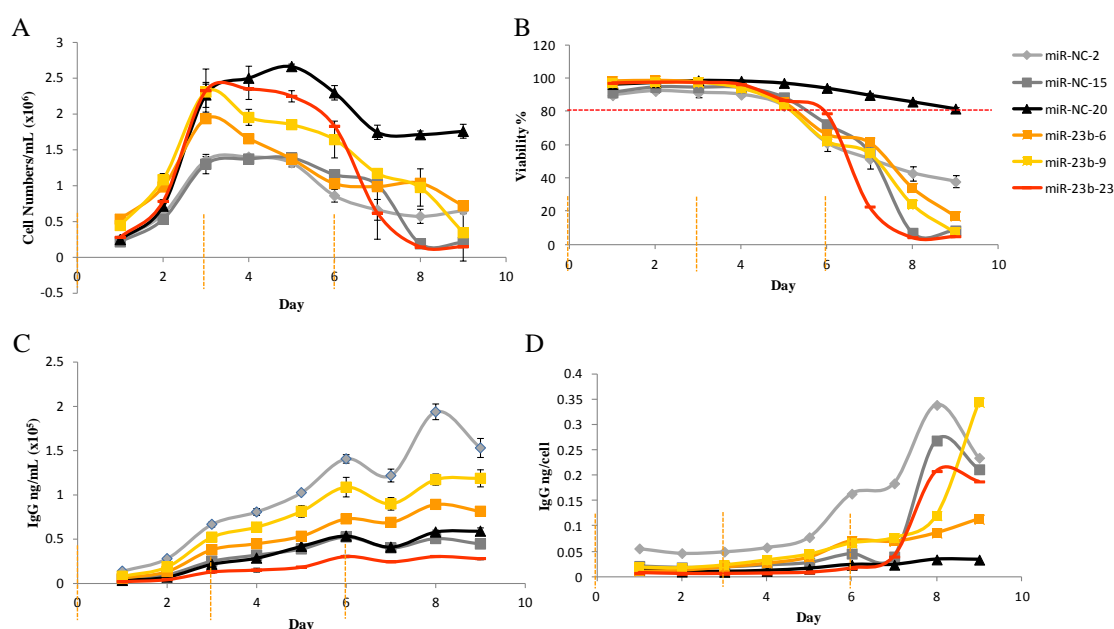 A
Cell Numbers/mL (x10⁶)
3
2.5
2
1.5
1
0.5
0
-0.5
0 2 4 6 8 10
Day
B
Viability %
120
100
80
60
40
20
0
0 2 4 6 8 10
Day
miR-NC-2
miR-NC-15
miR-NC-20
miR-23b-6
miR-23b-9
miR-23b-23
C
IgG ng/mL (x10⁵)
2.5
2
1.5
1
0.5
0
0 2 4 6 8 10
Day
D
IgG ng/cell
0.4
0.35
0.3
0.25
0.2
0.15
0.1
0.05
0
0 2 4 6 8 10
Day